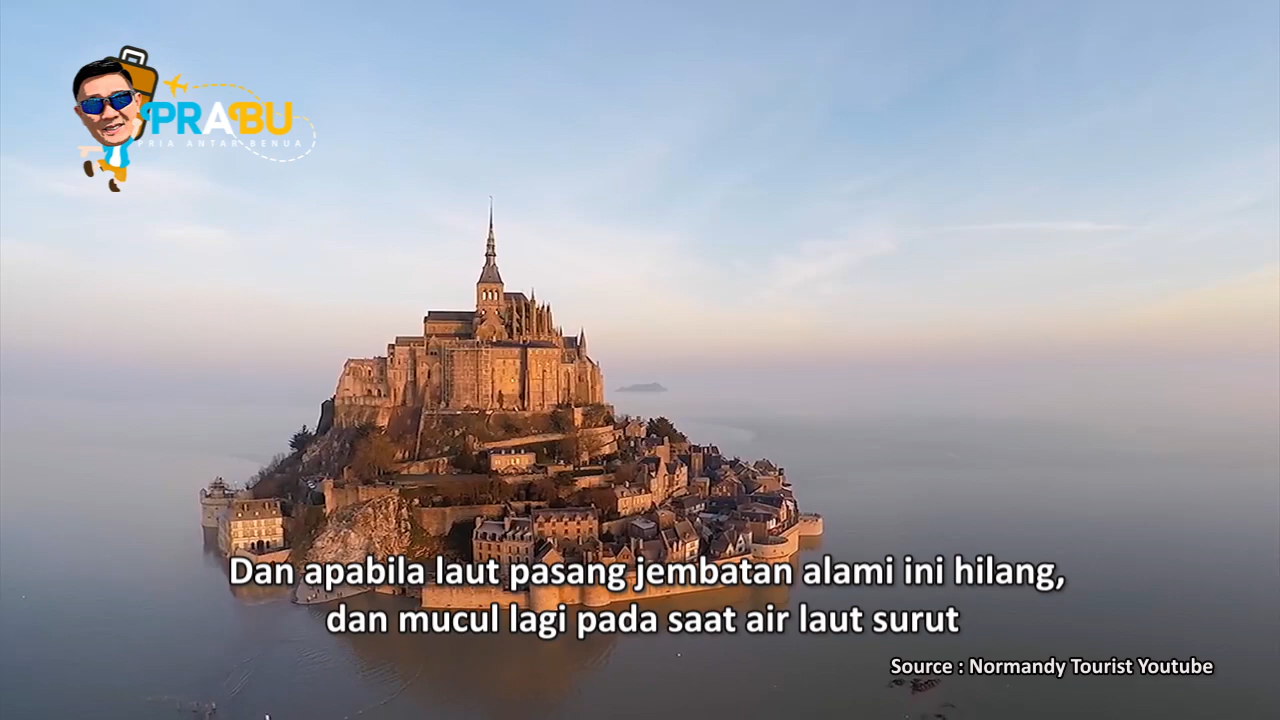 PRABU
PRIA ANTAR BENUA
Dan apabila laut pasang jembatan alami ini hilang,
dan mucul lagi pada saat air laut surut
Source : Normandy Tourist Youtube